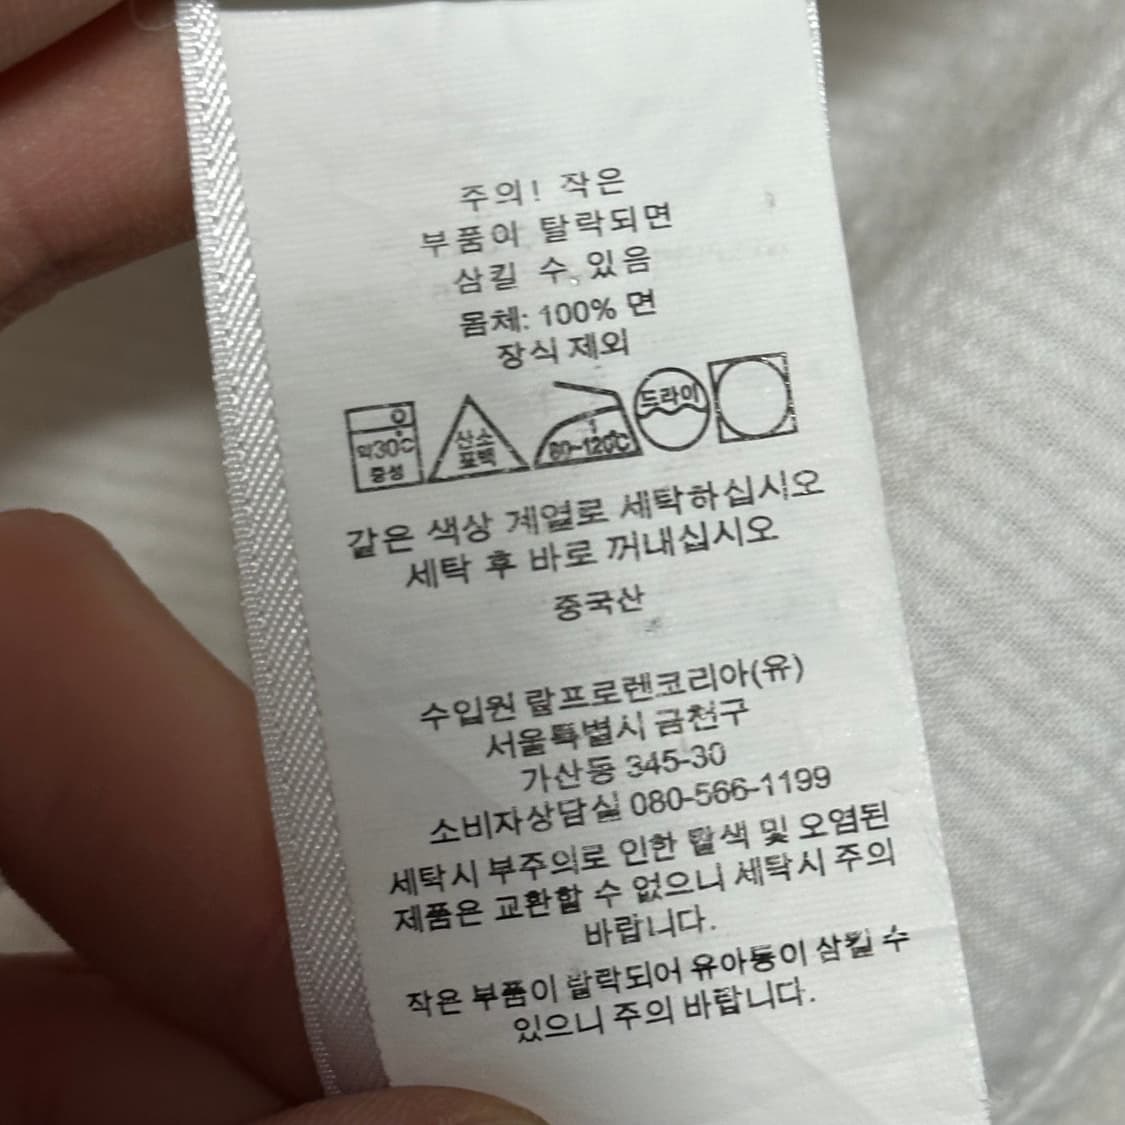 주의! 작은
부품이 탈락되면
삼킬 수 있음
몸체: 100% 면
장식 제외
약30℃
중성
산소
표백
80~120℃
드라이
같은 색상 계열로 세탁하십시오
세탁 후 바로 꺼내십시오
중국산
수입원 랄프로렌코리아(유)
서울특별시 금천구
가산동 345-30
소비자상담실 080-566-1199
세탁시 부주의로 인한 탈색 및 오염된
제품은 교환할 수 없으니 세탁시 주의
바랍니다.
작은 부품이 탈락되어 유아동이 삼킬 수
있으니 주의 바랍니다.